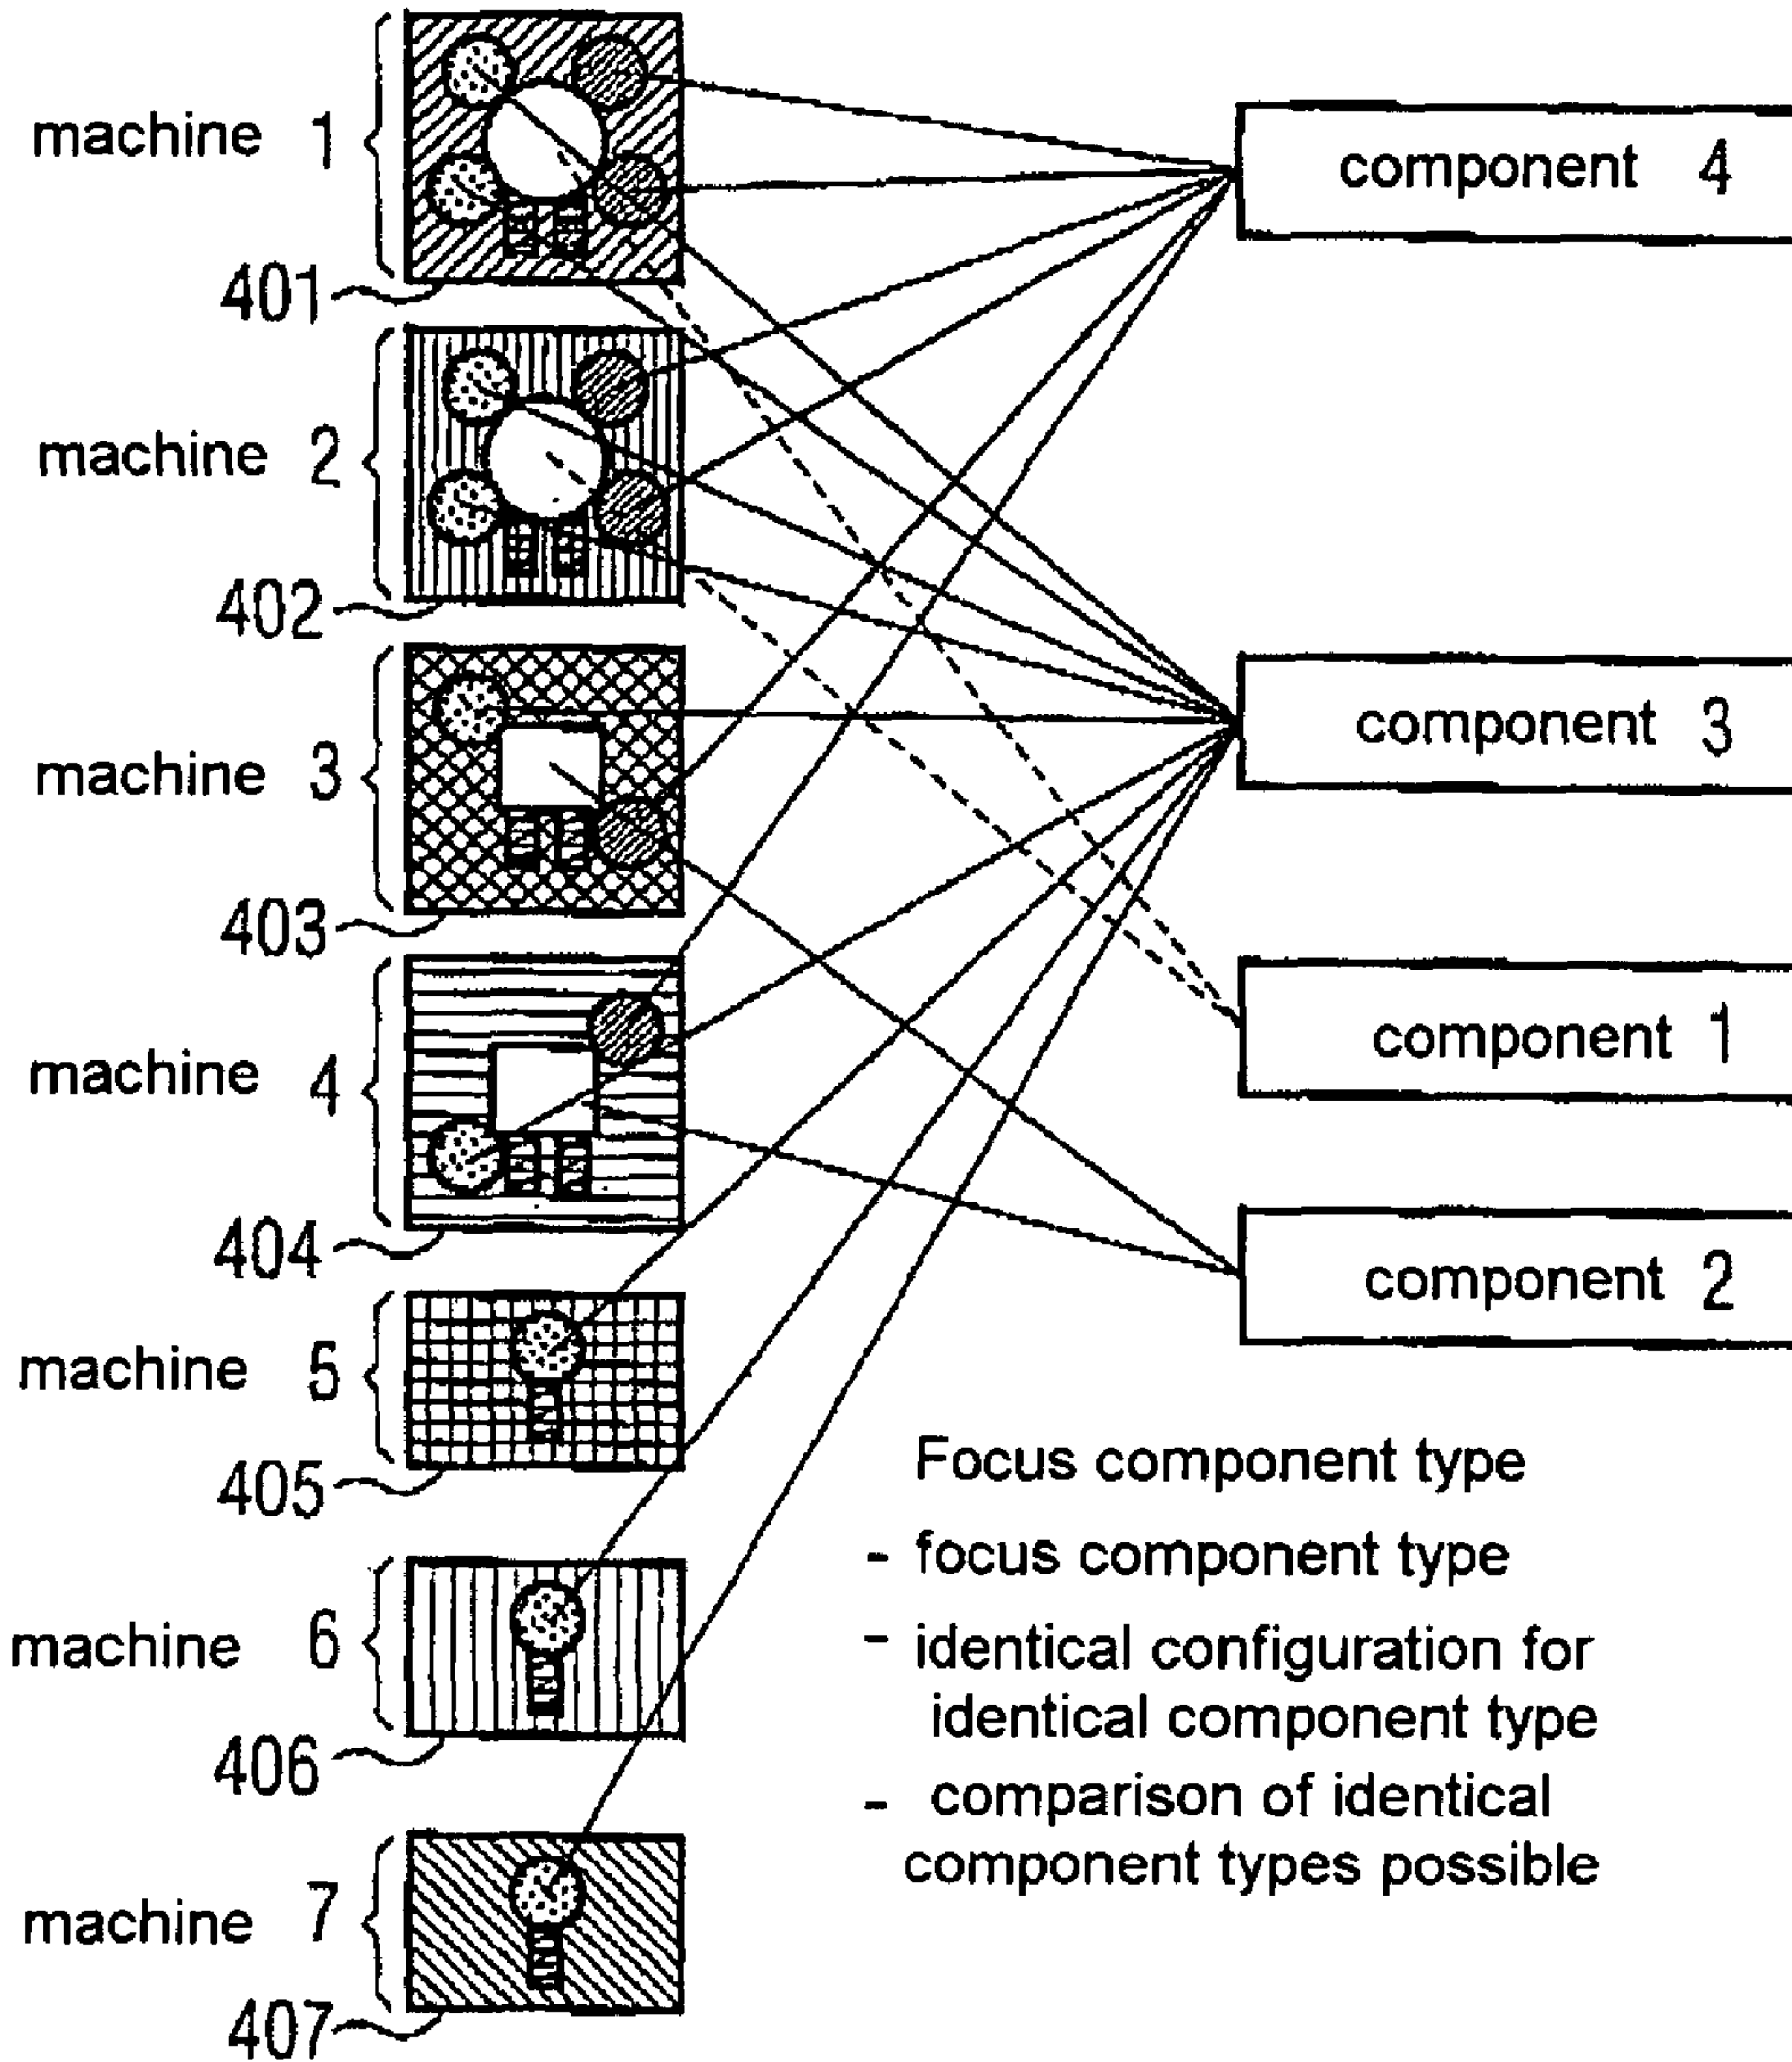 machine 1
401
machine 2
402
machine 3
403
machine 4
404
machine 5
405
machine 6
406
machine 7
407
component 4
component 3
component 1
component 2
Focus component type
- focus component type
- identical configuration for
identical component type
- comparison of identical
component types possible